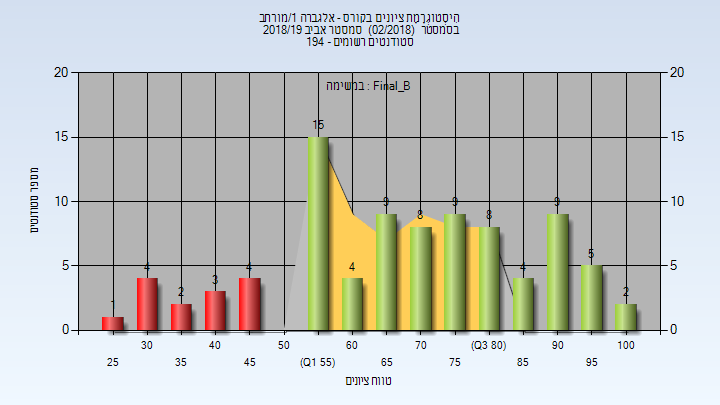 היסטוגרמת ציונים בקורס - אלגברה 1/מורחב
בסמסטר (02/2018) סמסטר אביב 2018/19
סטודנטים רשומים - 194
במשימה : Final_B
מספר סטודנטים
20 20
15 15
10 10
5 5
0 0
1 4 2 3 4 15 4 9 8 9 8 4 9 5 2
30 40 50 60 70 (Q3 80) 90 100
25 35 45 (Q1 55) 65 75 85 95
טווח ציונים